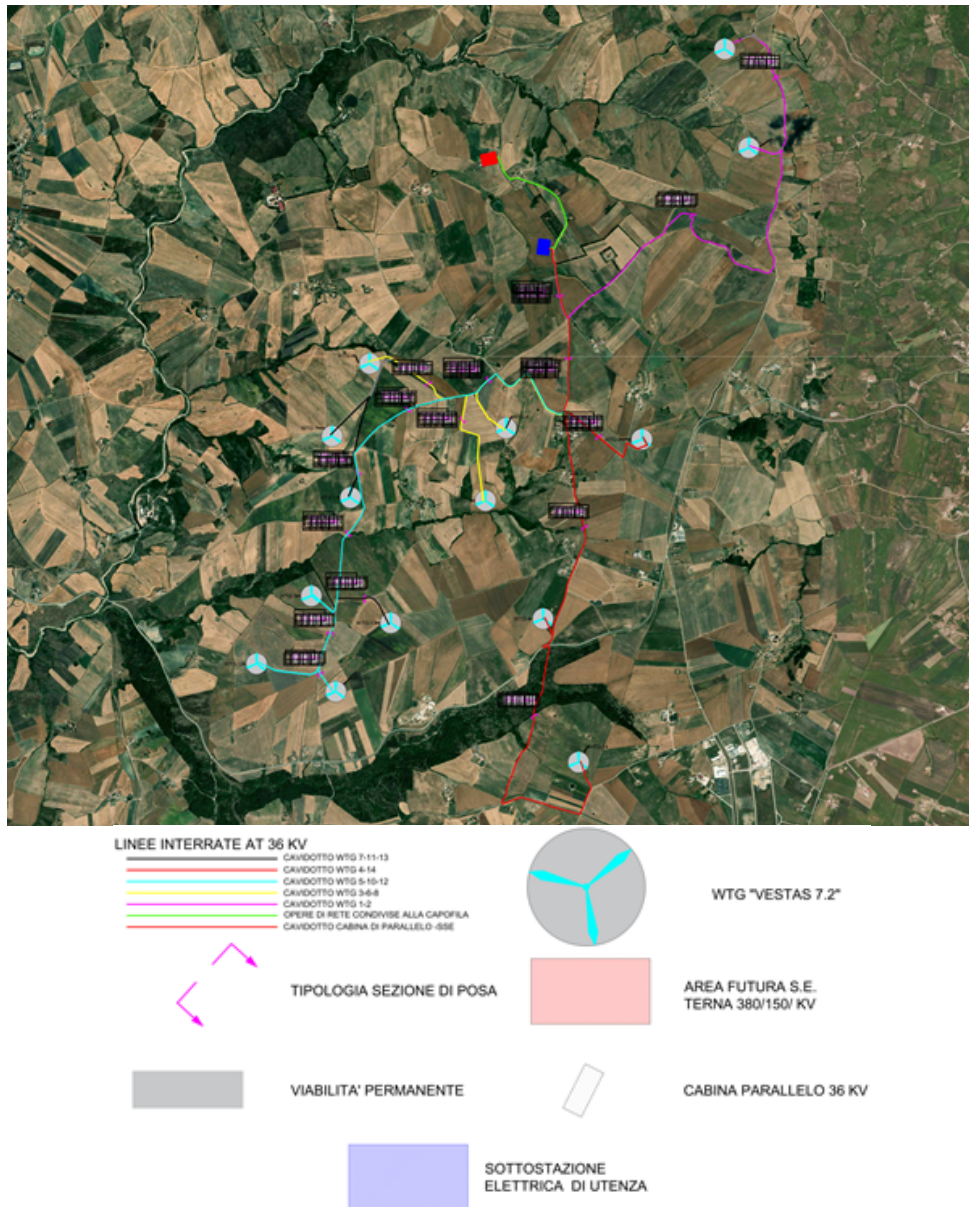 LINEE INTERRATE AT 36 KV
CAVIDOTTO WTG 7-11-13
CAVIDOTTO WTG 4-14
CAVIDOTTO WTG 5-10-12
CAVIDOTTO WTG 3-6-8
CAVIDOTTO WTG 1-2
OPERE DI RETE CONDIVISE ALLA CAPOFILA
CAVIDOTTO CABINA DI PARALLELO -SSE
WTG "VESTAS 7.2"
TIPOLOGIA SEZIONE DI POSA
AREA FUTURA S.E.
TERNA 380/150/ KV
VIABILITA' PERMANENTE
CABINA PARALLELO 36 KV
SOTTOSTAZIONE
ELETTRICA DI UTENZA